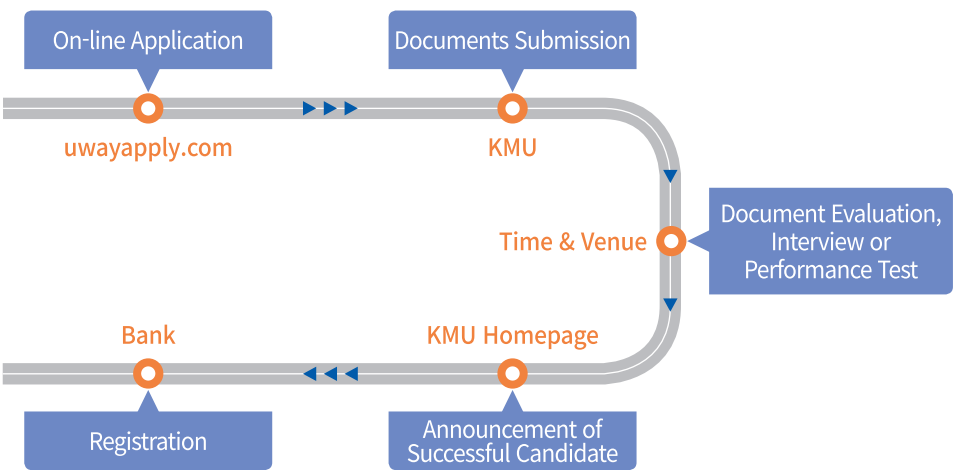 On-line Application
Documents Submission
uwayapply.com
KMU
Time & Venue
Document Evaluation,
Interview or
Performance Test
Bank
KMU Homepage
Registration
Announcement of
Successful Candidate